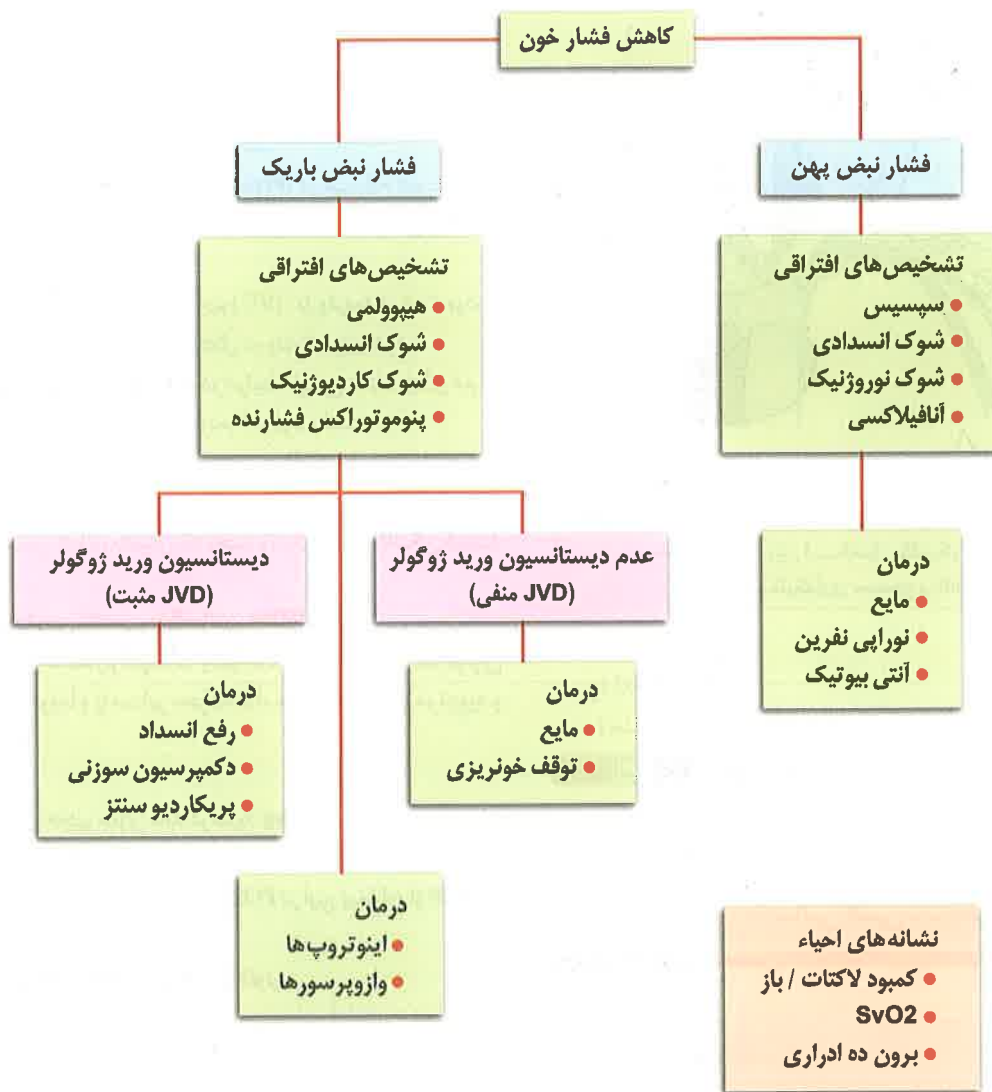 کاهش فشار خون
فشار نبض پهن
فشار نبض باریک
تشخیص‌های افتراقی
• سپسیس
• شوک انسدادی
• شوک نوروژنیک
• آنافیلاکسی
تشخیص‌های افتراقی
• هیپوولمی
• شوک انسدادی
• شوک کاردیوژنیک
• پنوموتوراکس فشارنده
درمان
• مایع
• نوراپی نفرین
• آنتی بیوتیک
عدم دیستانسیون ورید ژوگولر
(JVD منفی)
دیستانسیون ورید ژوگولر
(JVD مثبت)
درمان
• مایع
• توقف خونریزی
درمان
• رفع انسداد
• دکمپرسیون سوزنی
• پریکاردیو سنتز
درمان
• اینوتروپ‌ها
• وازوپرسورها
نشانه‌های احیاء
• کمبود لاکتات / باز
• SvO2
• برون ده ادراری